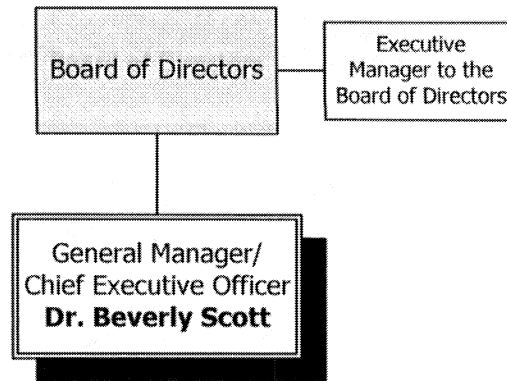 Board of Directors
Executive
Manager to the
Board of Directors
General Manager/
Chief Executive Officer
Dr. Beverly Scott